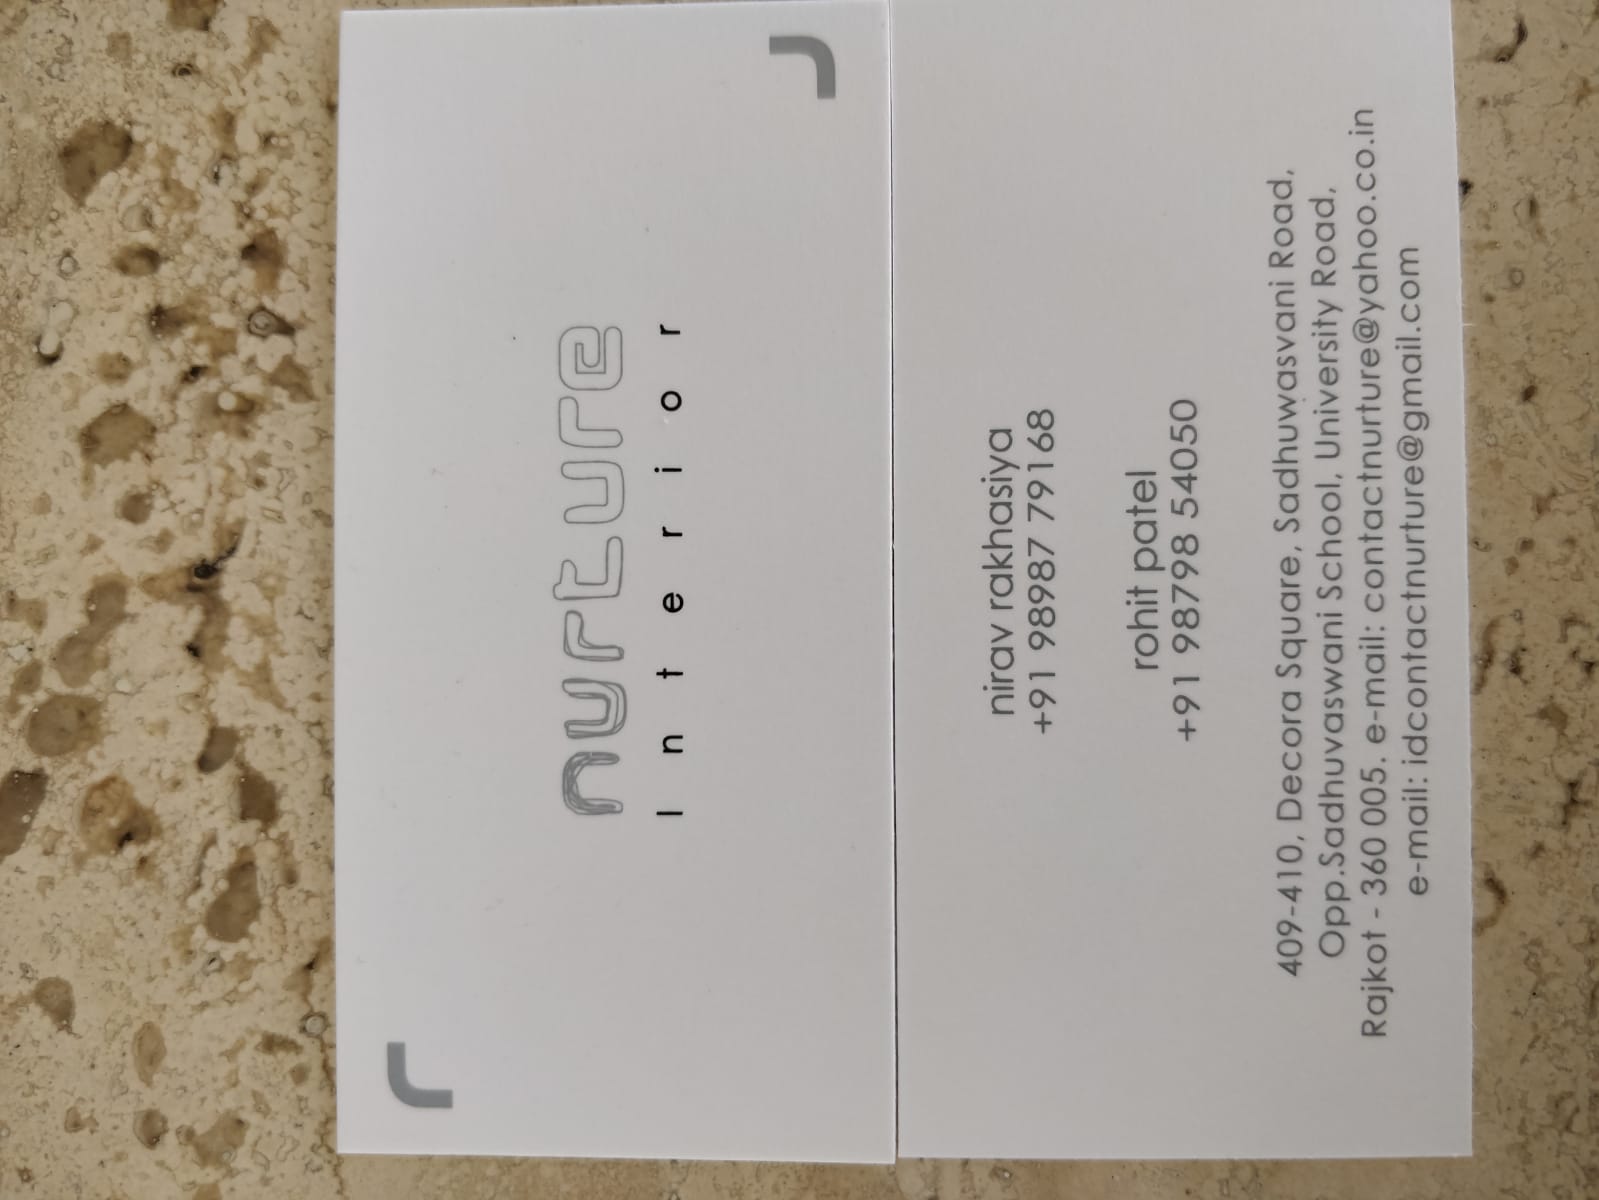 nurture
Interior
nirav rakhasiya
+91 98987 79168
rohit patel
+91 98798 54050
409-410, Decora Square, Sadhuwasvani Road,
Opp.Sadhuvaswani School, University Road,
Rajkot - 360 005. e-mail: contactnurture@yahoo.co.in
e-mail: idcontactnurture@gmail.com